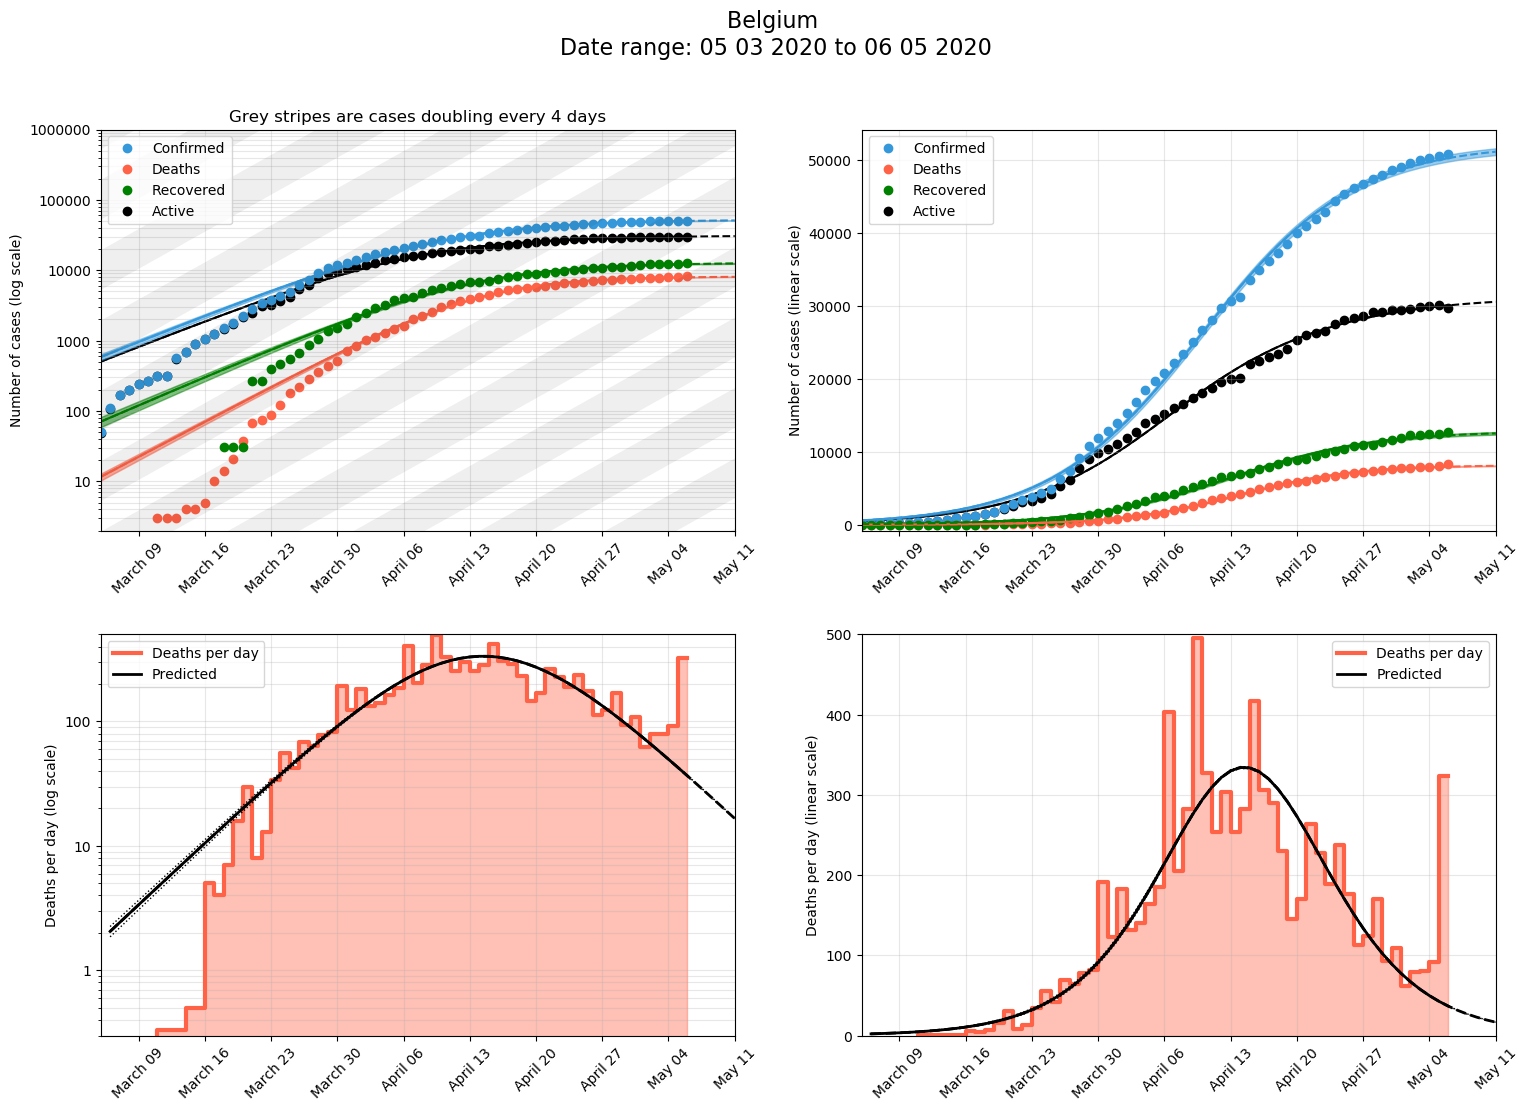 Belgium
Date range: 05 03 2020 to 06 05 2020
Grey stripes are cases doubling every 4 days
Number of cases (log scale)
1000000
100000
10000
1000
100
10
Confirmed
Deaths
Recovered
Active
March 09
March 16
March 23
March 30
April 06
April 13
April 20
April 27
May 04
May 11
Number of cases (linear scale)
50000
40000
30000
20000
10000
0
Confirmed
Deaths
Recovered
Active
March 09
March 16
March 23
March 30
April 06
April 13
April 20
April 27
May 04
May 11
Deaths per day (log scale)
100
10
1
Deaths per day
Predicted
March 09
March 16
March 23
March 30
April 06
April 13
April 20
April 27
May 04
May 11
Deaths per day (linear scale)
500
400
300
200
100
0
Deaths per day
Predicted
March 09
March 16
March 23
March 30
April 06
April 13
April 20
April 27
May 04
May 11